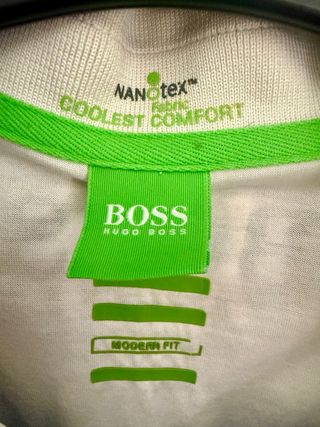 NANOtex™
Fabric
COOLEST COMFORT
BOSS
HUGO BOSS
MODERN FIT